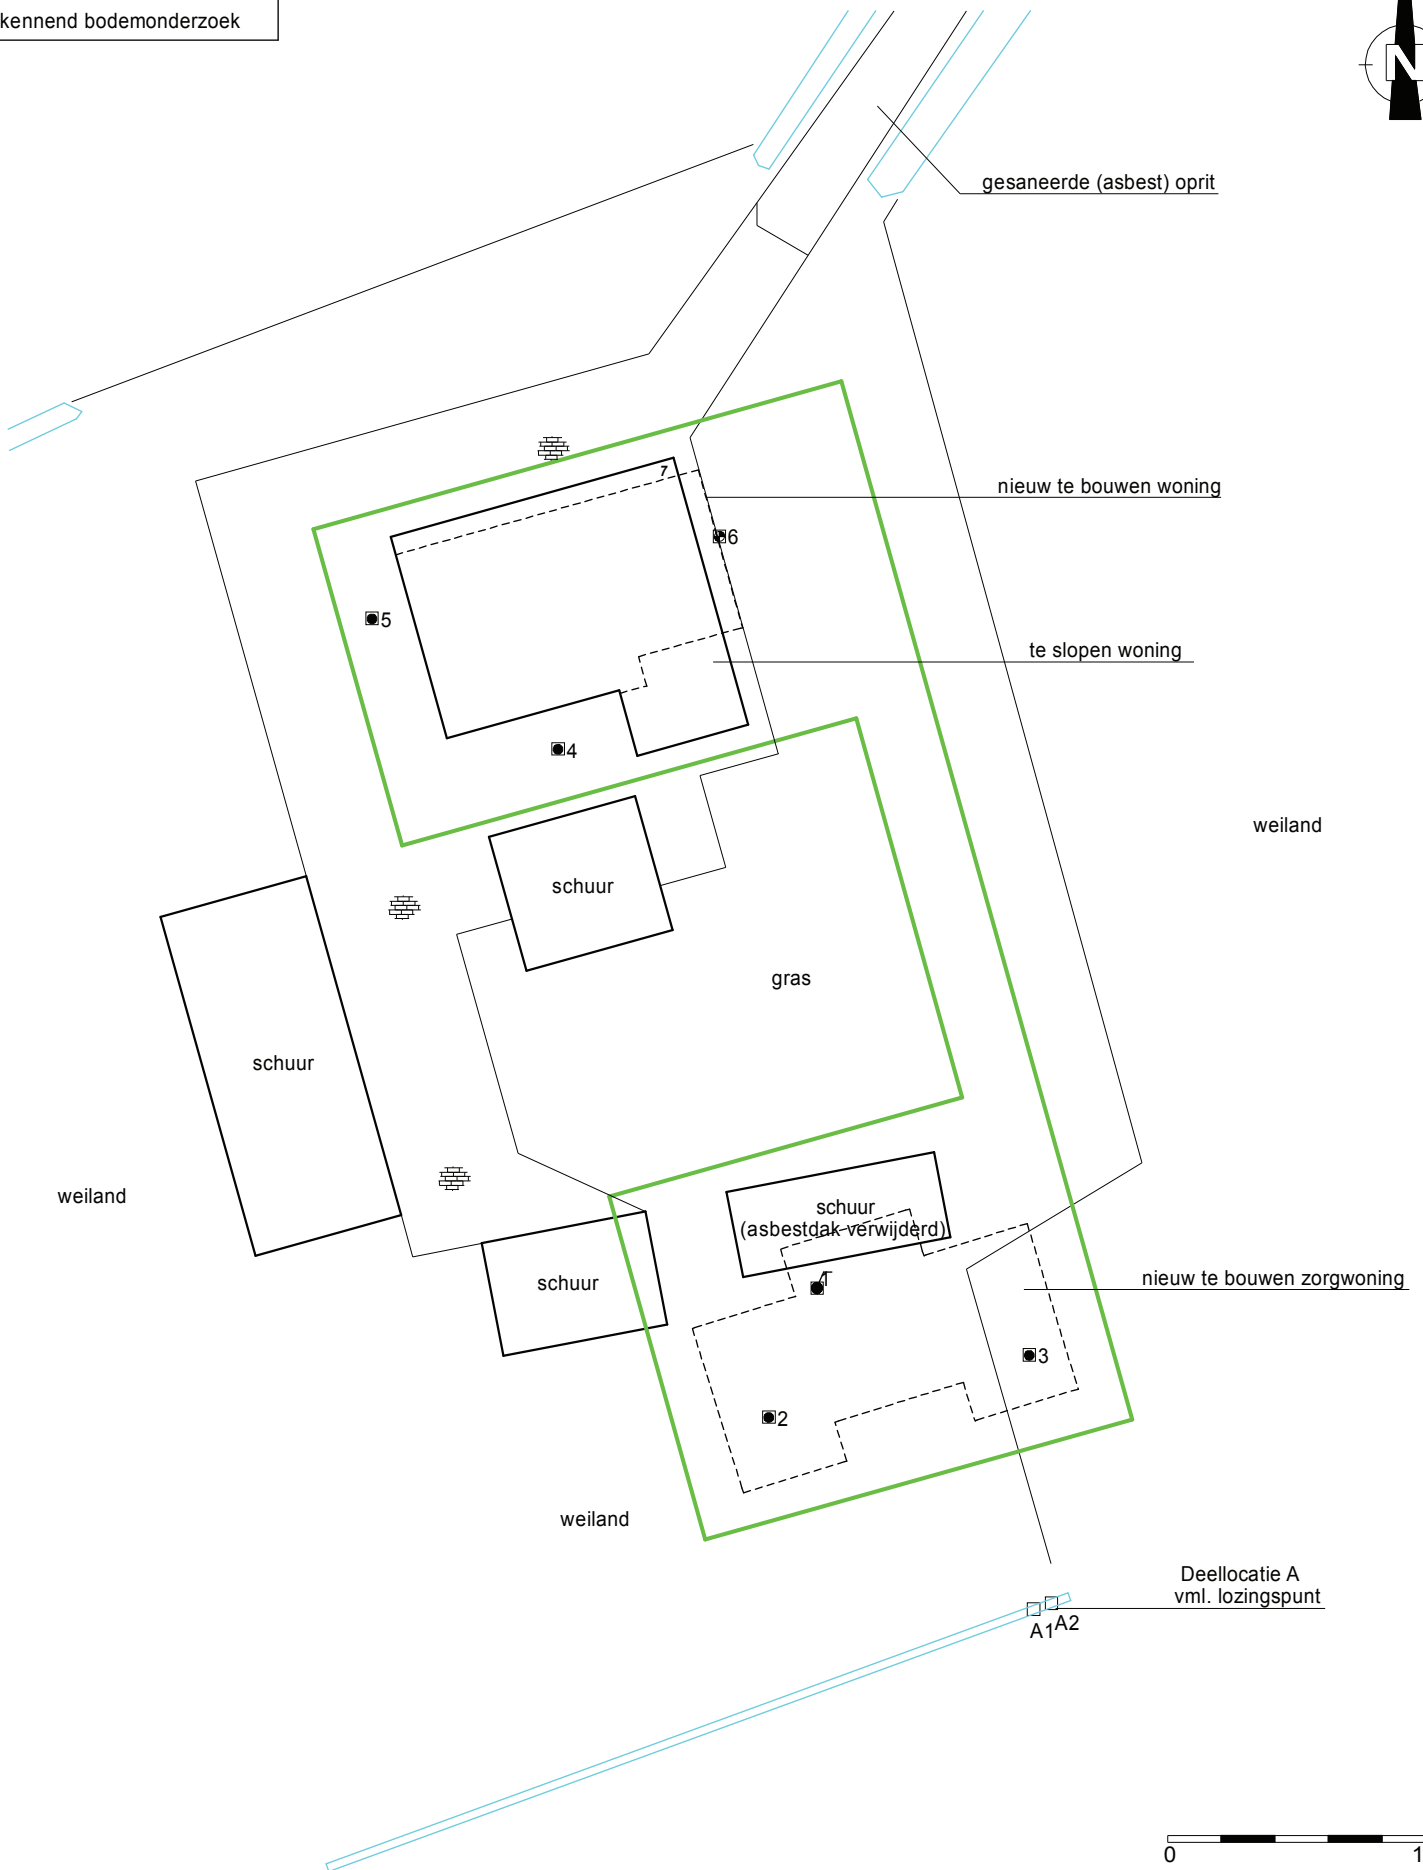 kennend bodemonderzoek
N
gesaneerde (asbest) oprit
7
nieuw te bouwen woning
6
5
te slopen woning
4
weiland
schuur
gras
schuur
weiland
schuur
(asbestdak verwijderd)
schuur
1
nieuw te bouwen zorgwoning
3
2
weiland
Deellocatie A
vml. lozingspunt
A1
A2
0
1